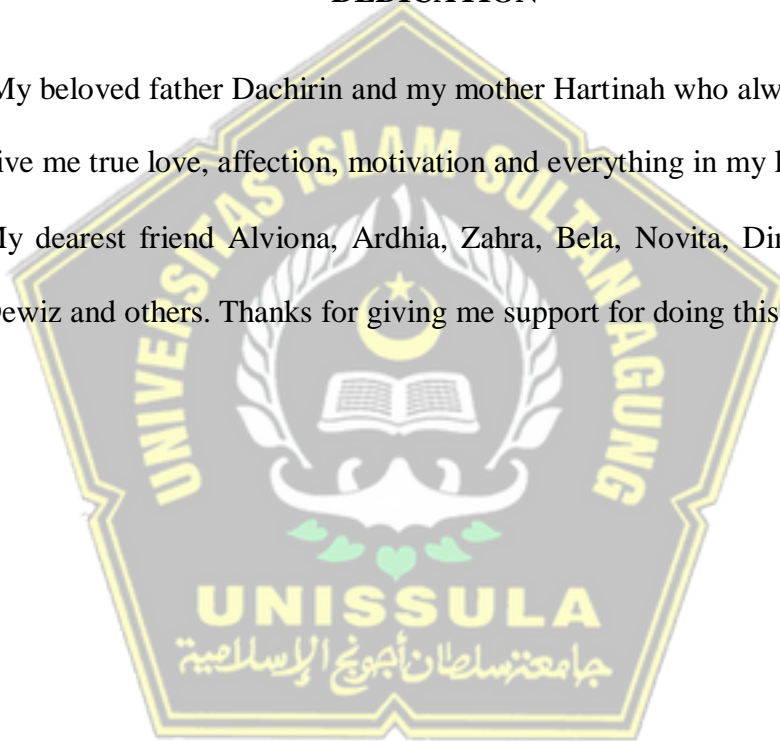 DEDICATION
My beloved father Dachirin and my mother Hartinah who
give me true love, affection, motivation and everything in my
My dearest friend Alviona, Ardhia, Zahra, Bela, Novita,
Dewiz and others. Thanks for giving me support for doing this
UNIVERSITAS ISLAM SULTAN AGUNG
UNISSULA
جامعة سلطان أجونج الإسلامية